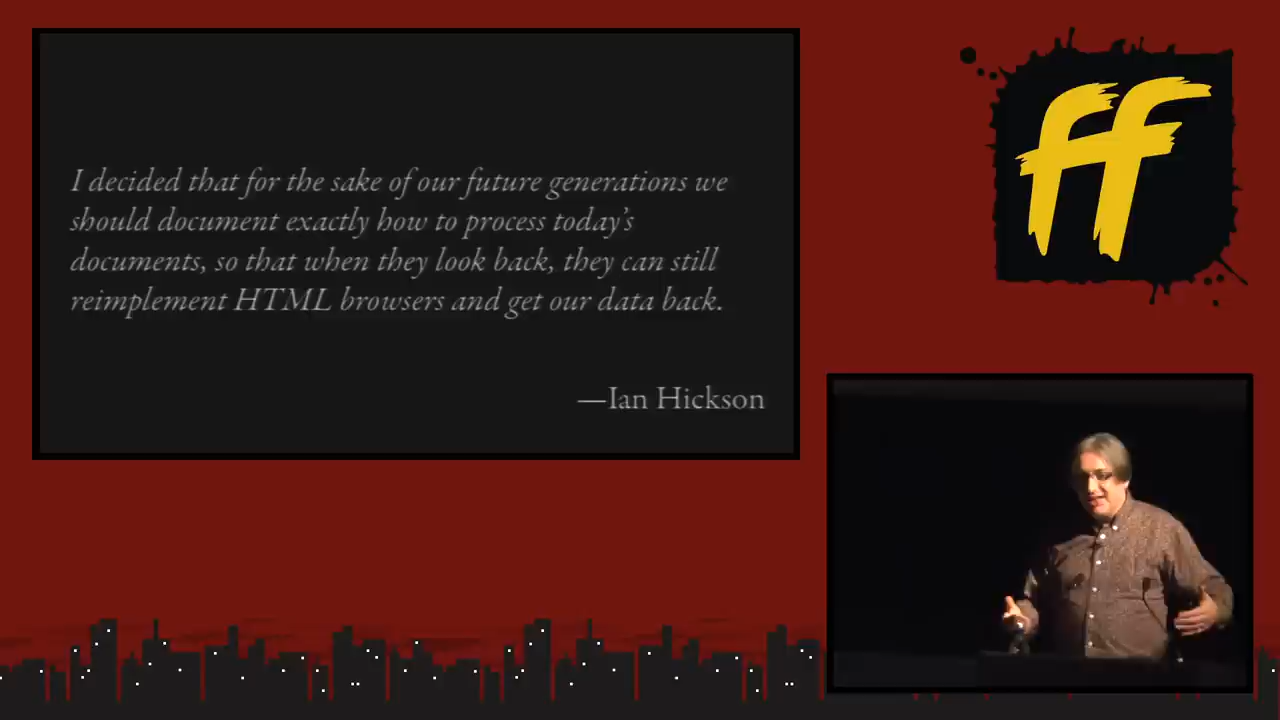 I decided that for the sake of our future generations we
should document exactly how to process today’s
documents, so that when they look back, they can still
reimplement HTML browsers and get our data back.
—Ian Hickson
ff